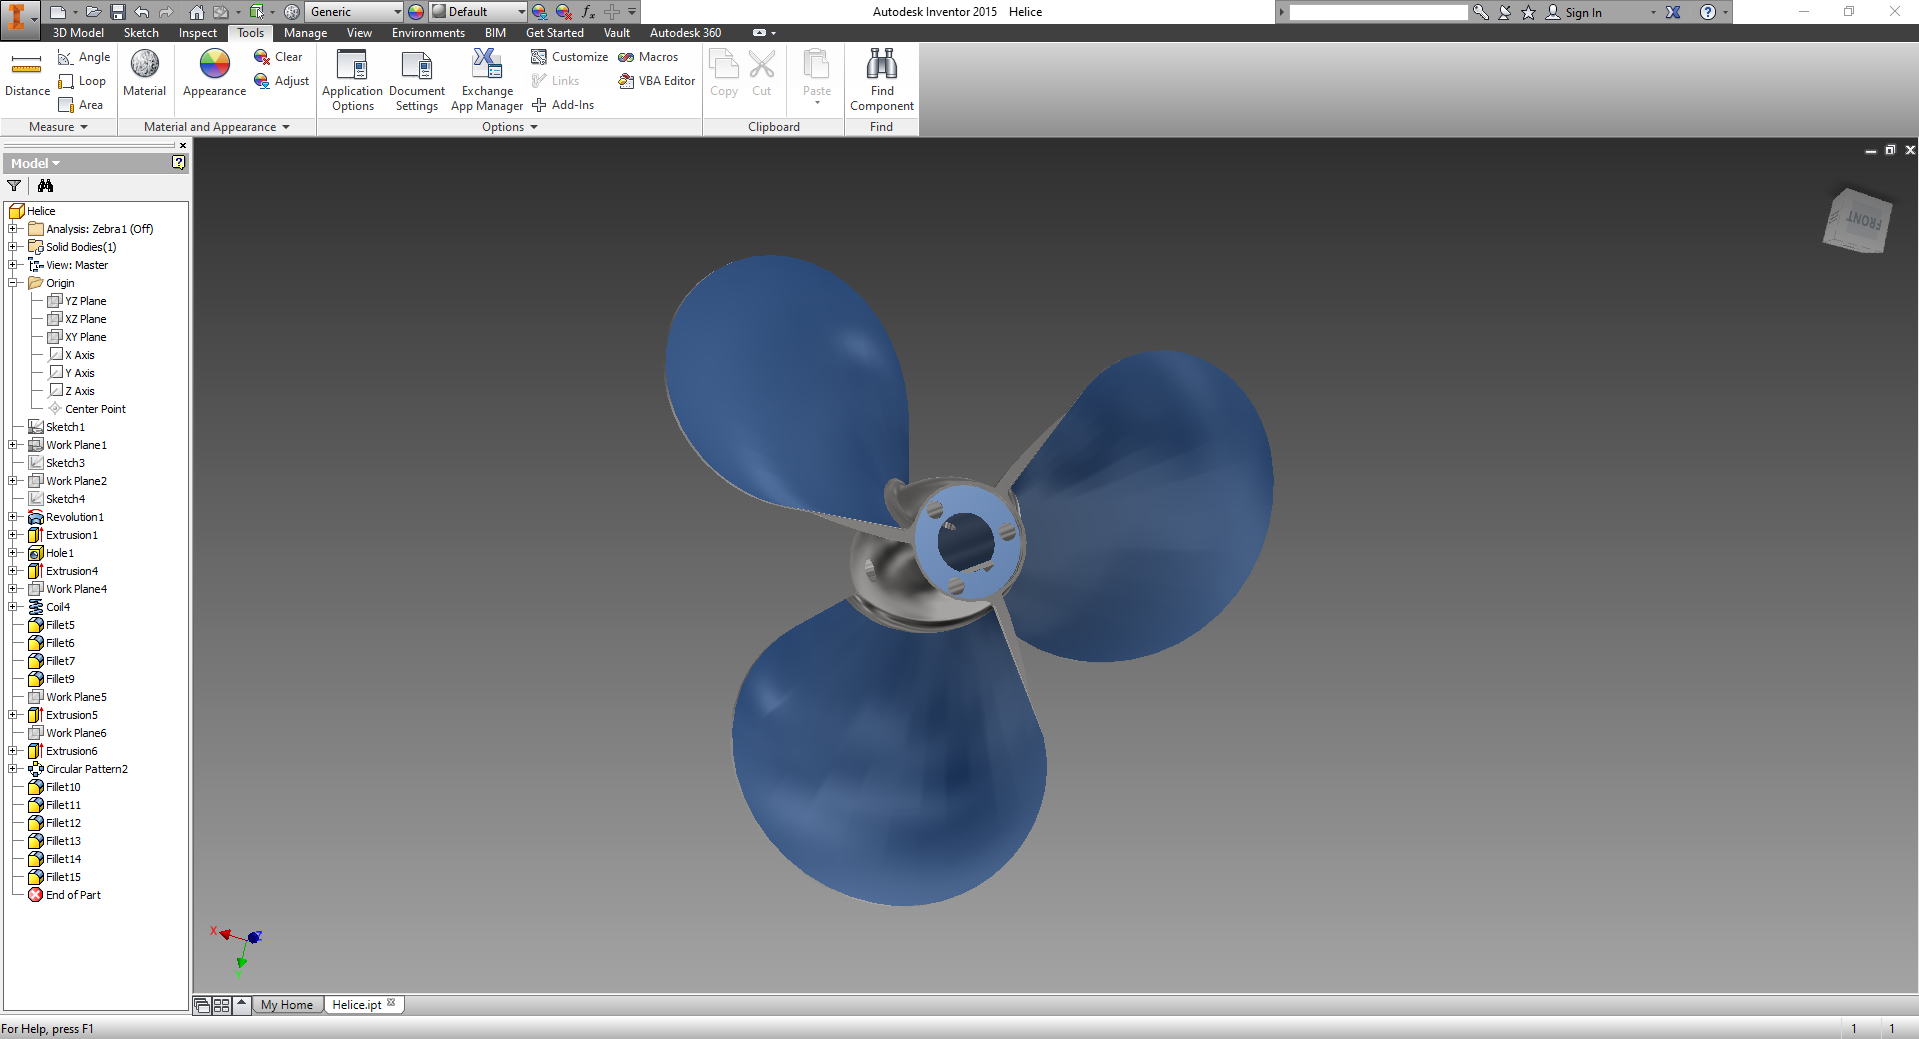 Generic
Default
fx
Autodesk Inventor 2015 Helice
Sign In
3D Model Sketch Inspect Tools Manage View Environments BIM Get Started Vault Autodesk 360
Distance
Angle
Loop
Area
Measure
Material
Appearance
Clear
Adjust
Material and Appearance
Application Options
Document Settings
Exchange App Manager
Customize
Links
Add-Ins
Macros
VBA Editor
Options
Copy
Cut
Paste
Clipboard
Find Component
Find
Model
Helice
Analysis: Zebra1 (Off)
Solid Bodies(1)
View: Master
Origin
YZ Plane
XZ Plane
XY Plane
X Axis
Y Axis
Z Axis
Center Point
Sketch1
Work Plane1
Sketch3
Work Plane2
Sketch4
Revolution1
Extrusion1
Hole1
Extrusion4
Work Plane4
Coil4
Fillet5
Fillet6
Fillet7
Fillet9
Work Plane5
Extrusion5
Work Plane6
Extrusion6
Circular Pattern2
Fillet10
Fillet11
Fillet12
Fillet13
Fillet14
Fillet15
End of Part
FRONT
X
Z
Y
My Home
Helice.ipt
For Help, press F1
1 1